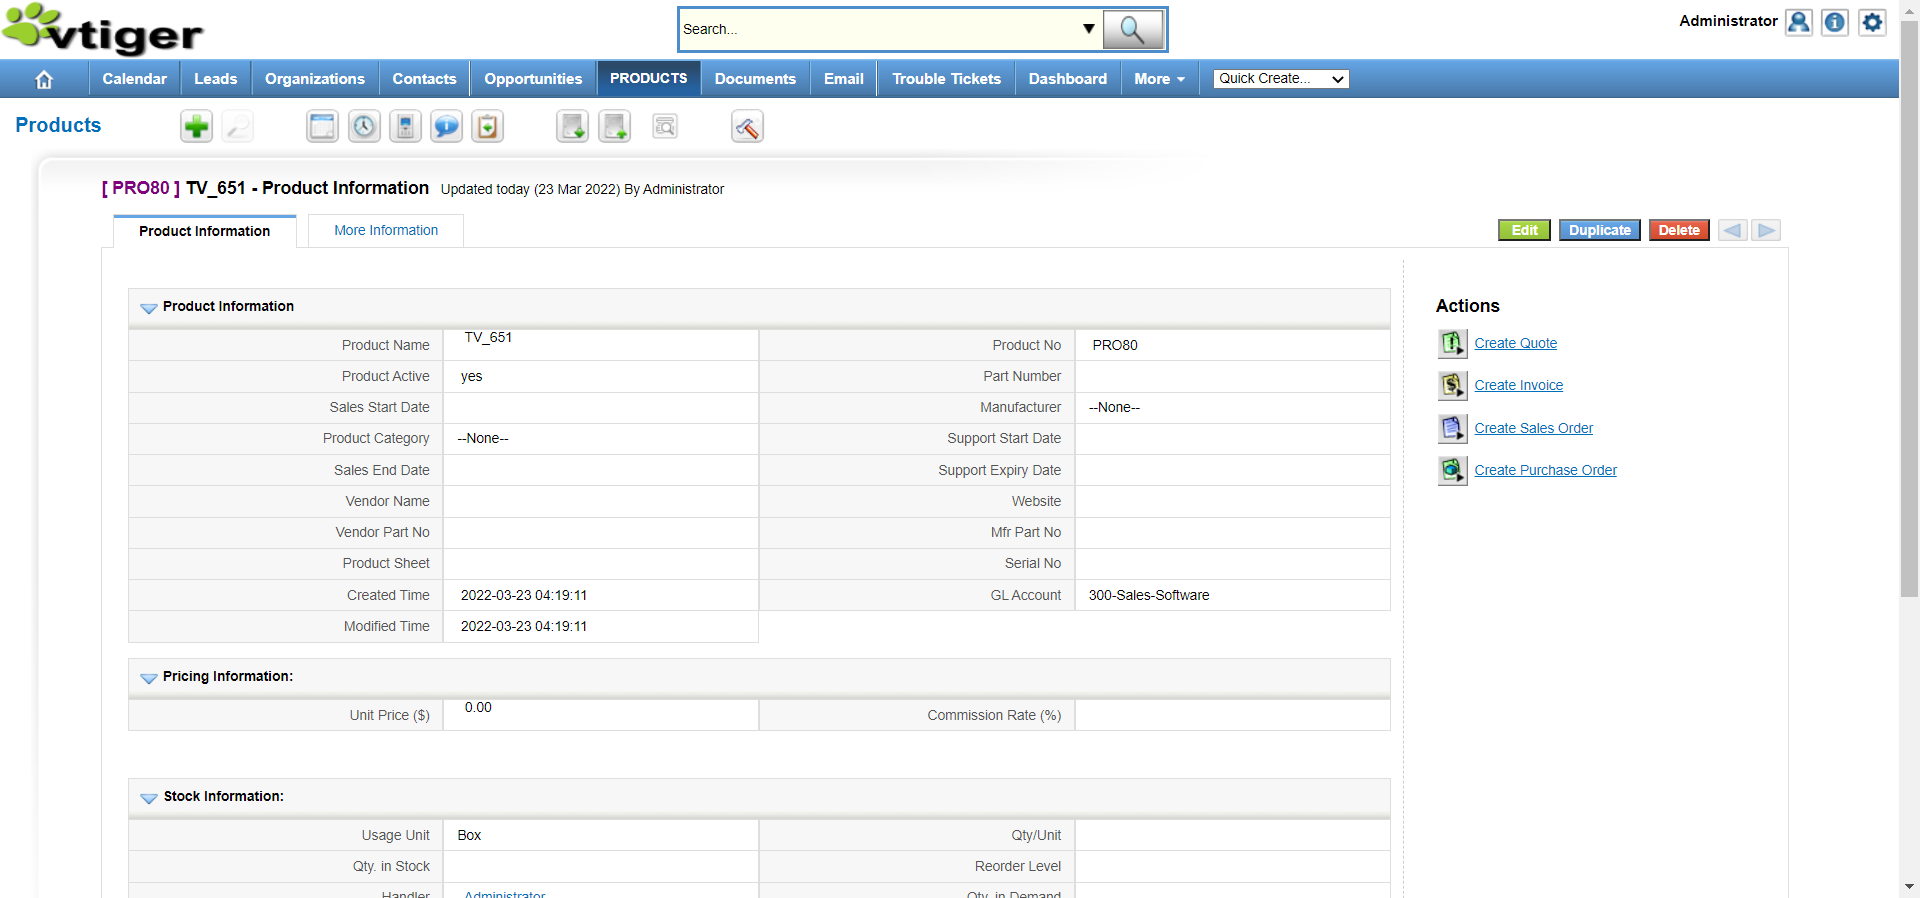 vtiger
Search...
Administrator
Calendar Leads Organizations Contacts Opportunities PRODUCTS Documents Email Trouble Tickets Dashboard More Quick Create...
Products
[ PRO80 ] TV_651 - Product Information Updated today (23 Mar 2022) By Administrator
Product Information More Information
Edit Duplicate Delete
Product Information
Product Name TV_651 Product No PRO80
Product Active yes Part Number
Sales Start Date Manufacturer --None--
Product Category --None-- Support Start Date
Sales End Date Support Expiry Date
Vendor Name Website
Vendor Part No Mfr Part No
Product Sheet Serial No
Created Time 2022-03-23 04:19:11 GL Account 300-Sales-Software
Modified Time 2022-03-23 04:19:11
Pricing Information:
Unit Price ($) 0.00 Commission Rate (%)
Stock Information:
Usage Unit Box Qty/Unit
Qty. in Stock Reorder Level
Handler Administrator Qty. in Demand
Actions
Create Quote
Create Invoice
Create Sales Order
Create Purchase Order